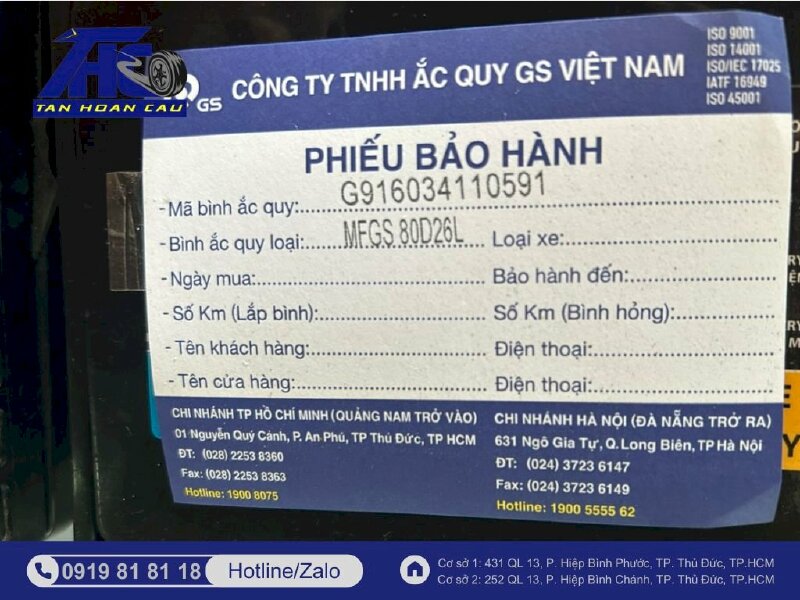 THC
TAN HOAN CAU
GS
CÔNG TY TNHH ẮC QUY GS VIỆT NAM
ISO 9001
ISO 14001
ISO/IEC 17025
IATF 16949
ISO 45001
PHIẾU BẢO HÀNH
-Mã bình ắc quy:G916034110591
-Bình ắc quy loại:MFGS 80D26L Loại xe:
-Ngày mua: Bảo hành đến:
-Số Km (Lắp bình): Số Km (Bình hỏng):
-Tên khách hàng: Điện thoại:
-Tên cửa hàng: Điện thoại:
CHI NHÁNH TP HỒ CHÍ MINH (QUẢNG NAM TRỞ VÀO)
01 Nguyễn Quý Cảnh, P. An Phú, TP Thủ Đức, TP HCM
ĐT: (028) 2253 8360
Fax: (028) 2253 8363
Hotline: 1900 8075
CHI NHÁNH HÀ NỘI (ĐÀ NẴNG TRỞ RA)
631 Ngô Gia Tự, Q. Long Biên, TP Hà Nội
ĐT: (024) 3723 6147
Fax: (024) 3723 6149
Hotline: 1900 5555 62
0919 81 81 18 Hotline/Zalo
Cơ sở 1: 431 QL 13, P. Hiệp Bình Phước, TP. Thủ Đức, TP.HCM
Cơ sở 2: 252 QL 13, P. Hiệp Bình Chánh, TP. Thủ Đức, TP.HCM